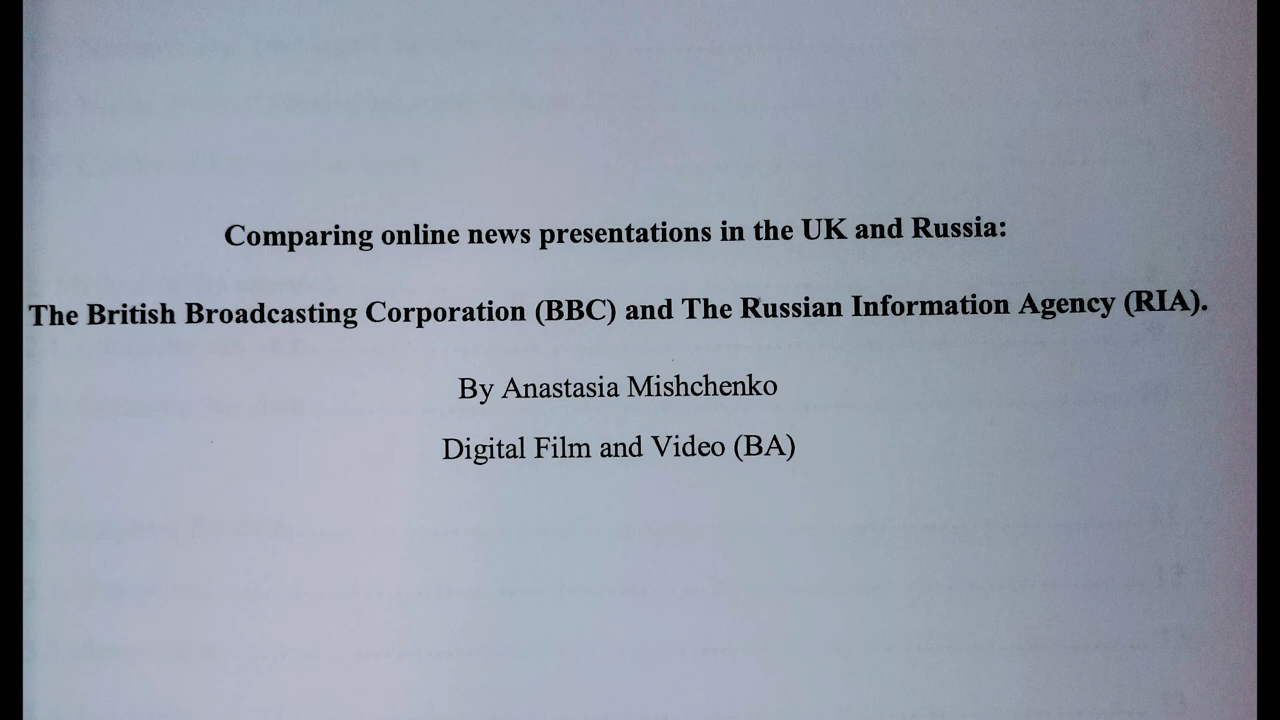 Comparing online news presentations in the UK and Russia:
The British Broadcasting Corporation (BBC) and The Russian Information Agency (RIA).
By Anastasia Mishchenko
Digital Film and Video (BA)